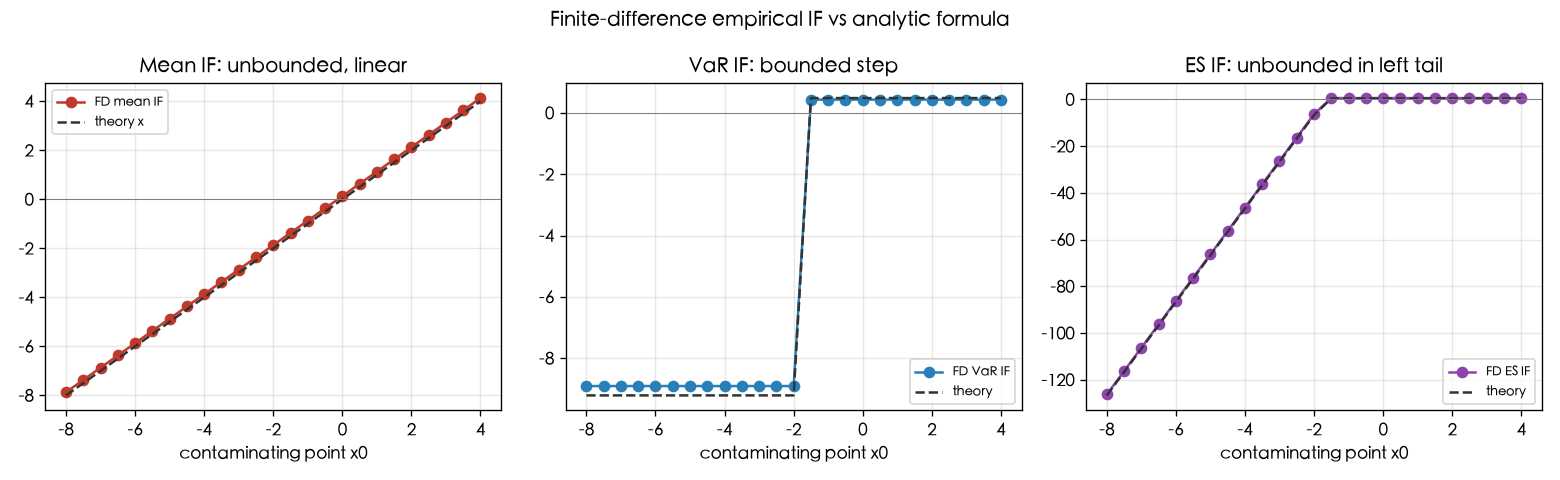 Finite-difference empirical IF vs analytic formula
Mean IF: unbounded, linear
FD mean IF
theory x
4
2
0
-2
-4
-6
-8
-8 -6 -4 -2 0 2 4
contaminating point x0
VaR IF: bounded step
0
-2
-4
-6
-8
FD VaR IF
theory
-8 -6 -4 -2 0 2 4
contaminating point x0
ES IF: unbounded in left tail
0
-20
-40
-60
-80
-100
-120
FD ES IF
theory
-8 -6 -4 -2 0 2 4
contaminating point x0